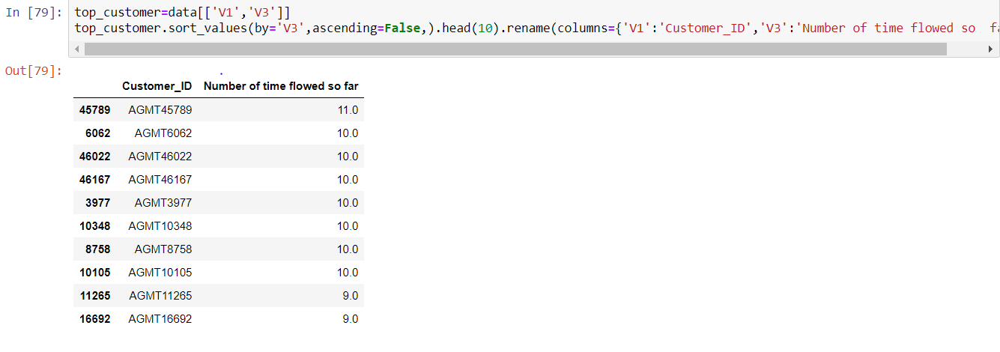 In [79]: top_customer=data[['V1','V3']]
top_customer.sort_values(by='V3',ascending=False,).head(10).rename(columns={'V1':'Customer_ID','V3':'Number of time flowed so  fa
Out[79]:
Customer_ID Number of time flowed so far
45789 AGMT45789 11.0
6062 AGMT6062 10.0
46022 AGMT46022 10.0
46167 AGMT46167 10.0
3977 AGMT3977 10.0
10348 AGMT10348 10.0
8758 AGMT8758 10.0
10105 AGMT10105 10.0
11265 AGMT11265 9.0
16692 AGMT16692 9.0